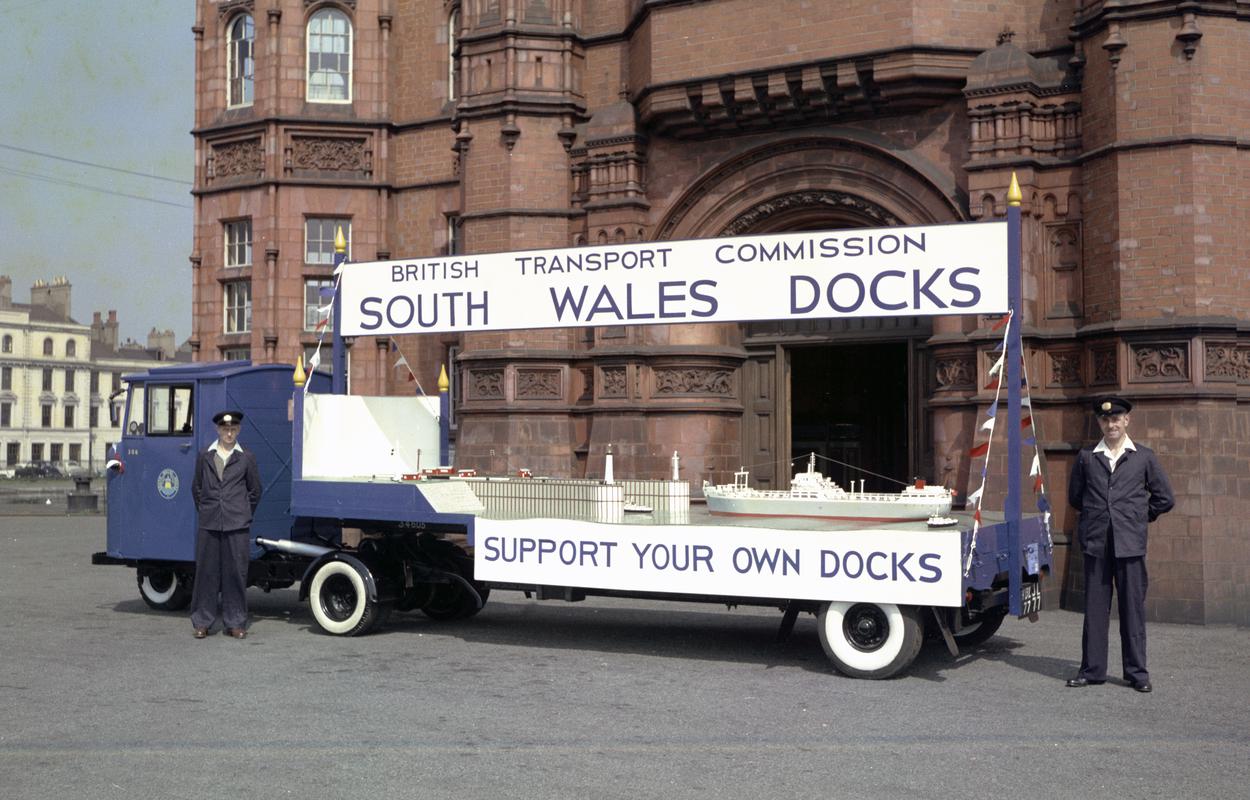 BRITISH TRANSPORT COMMISSION
SOUTH WALES DOCKS
SUPPORT YOUR OWN DOCKS